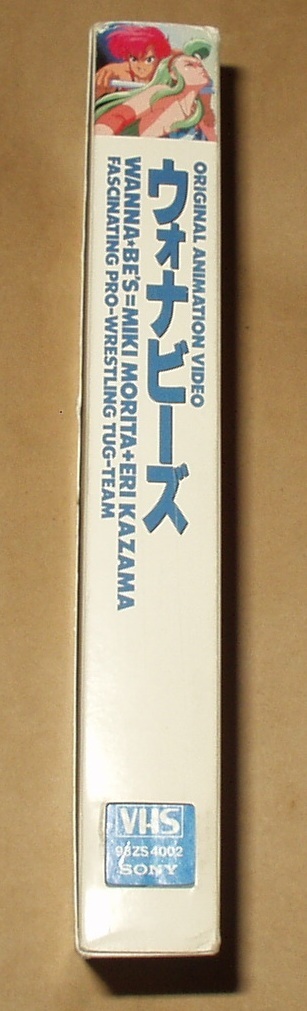 ORIGINAL ANIMATION VIDEO
ウォナビーズ
WANNA★BE'S=MIKI MORITA+ERI KAZAMA
FASCINATING PRO-WRESTLING TUG-TEAM
VHS
98ZS 4002
SONY